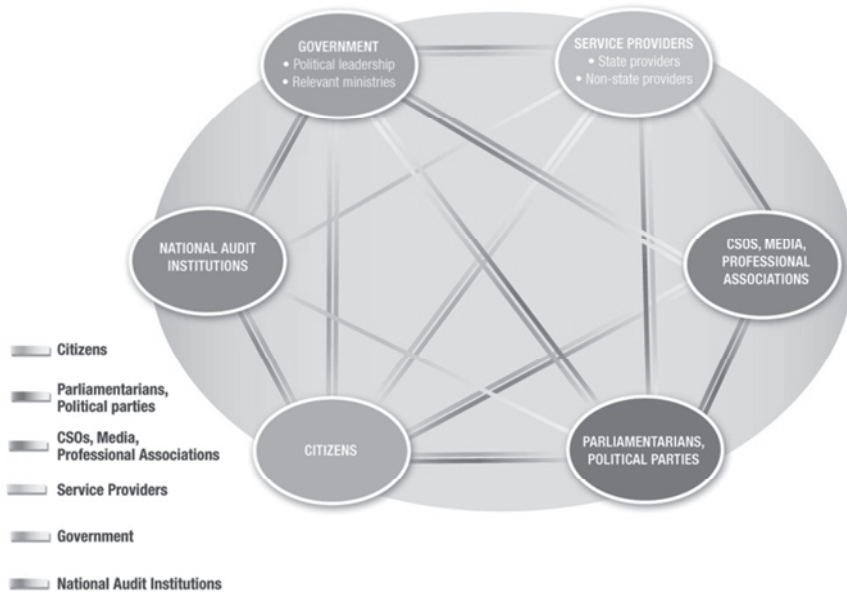 GOVERNMENT
• Political leadership
• Relevant ministries
SERVICE PROVIDERS
• State providers
• Non-state providers
NATIONAL AUDIT
INSTITUTIONS
CSOS, MEDIA,
PROFESSIONAL
ASSOCIATIONS
CITIZENS
PARLIAMENTARIANS,
POLITICAL PARTIES
Citizens
Parliamentarians,
Political parties
CSOs, Media,
Professional Associations
Service Providers
Government
National Audit Institutions